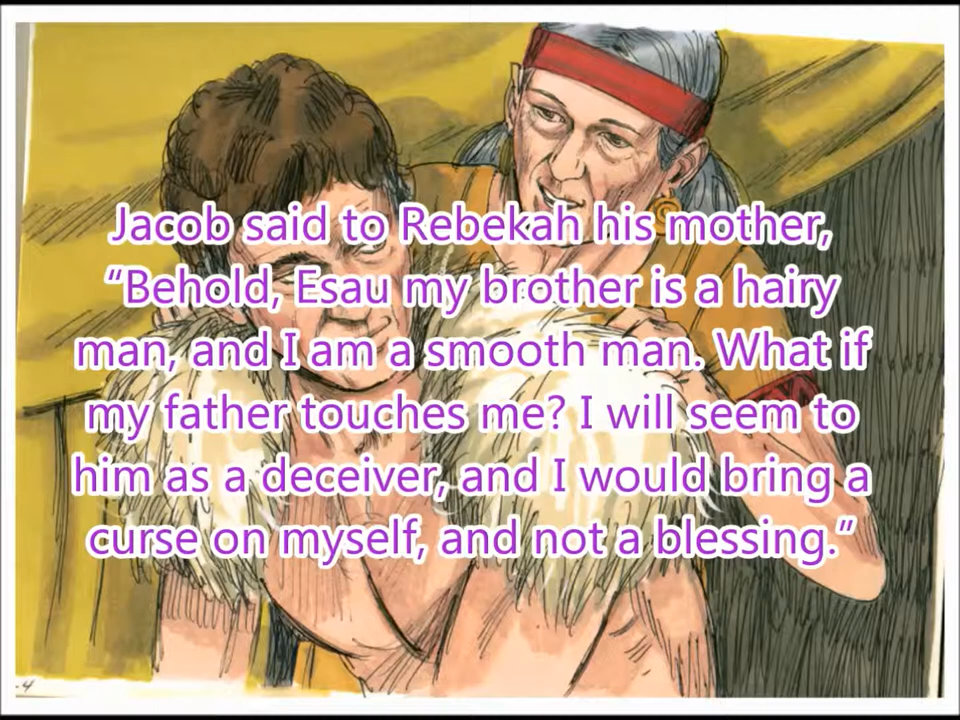 Jacob said to Rebekah his mother,
“Behold, Esau my brother is a hairy
man, and I am a smooth man. What if
my father touches me? I will seem to
him as a deceiver, and I would bring a
curse on myself, and not a blessing.”
-4